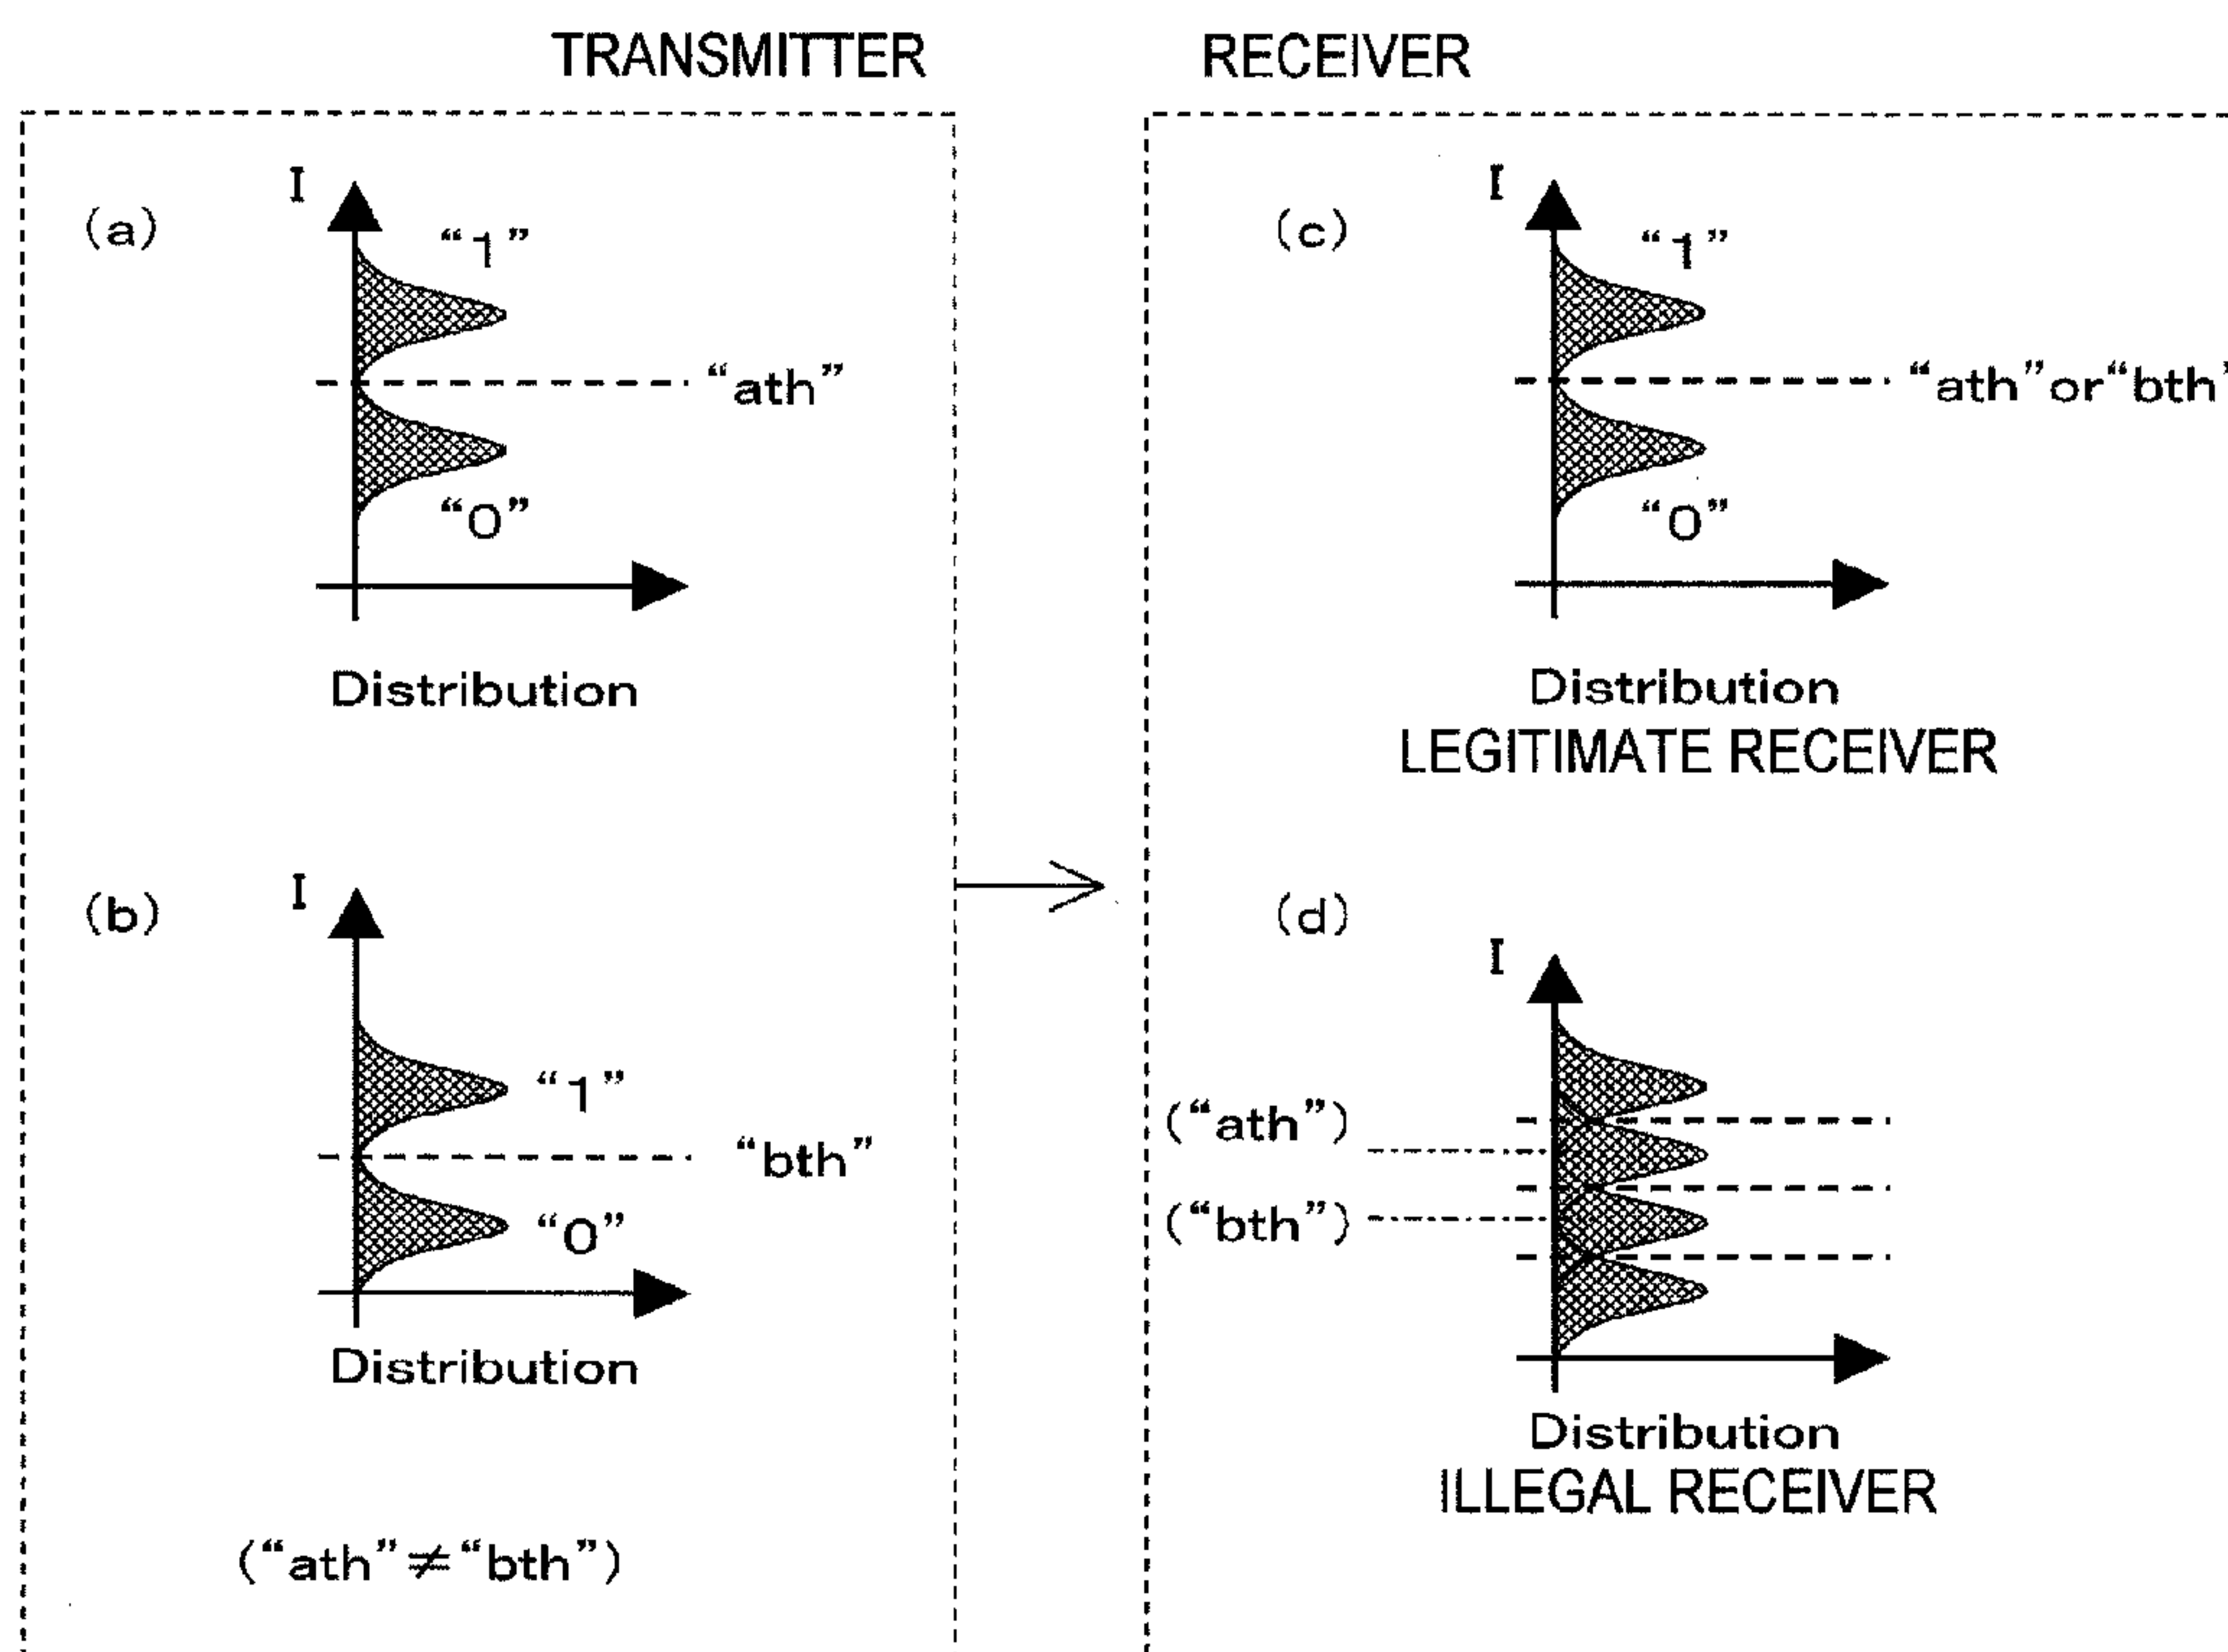 TRANSMITTER
(a)
I
“1”
“ath”
“0”
Distribution
(b)
I
“1”
“bth”
“0”
Distribution
(“ath”≠“bth”)
RECEIVER
(c)
I
“1”
“ath”or“bth”
“0”
Distribution
LEGITIMATE RECEIVER
(d)
I
(“ath”)
(“bth”)
Distribution
ILLEGAL RECEIVER